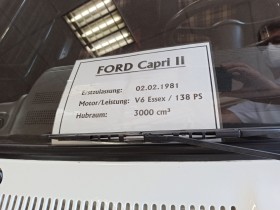 FORD Capri II
Erstzulassung: 02.02.1981
Motor/Leistung: V6 Essex / 138 PS
Hubraum: 3000 cm³